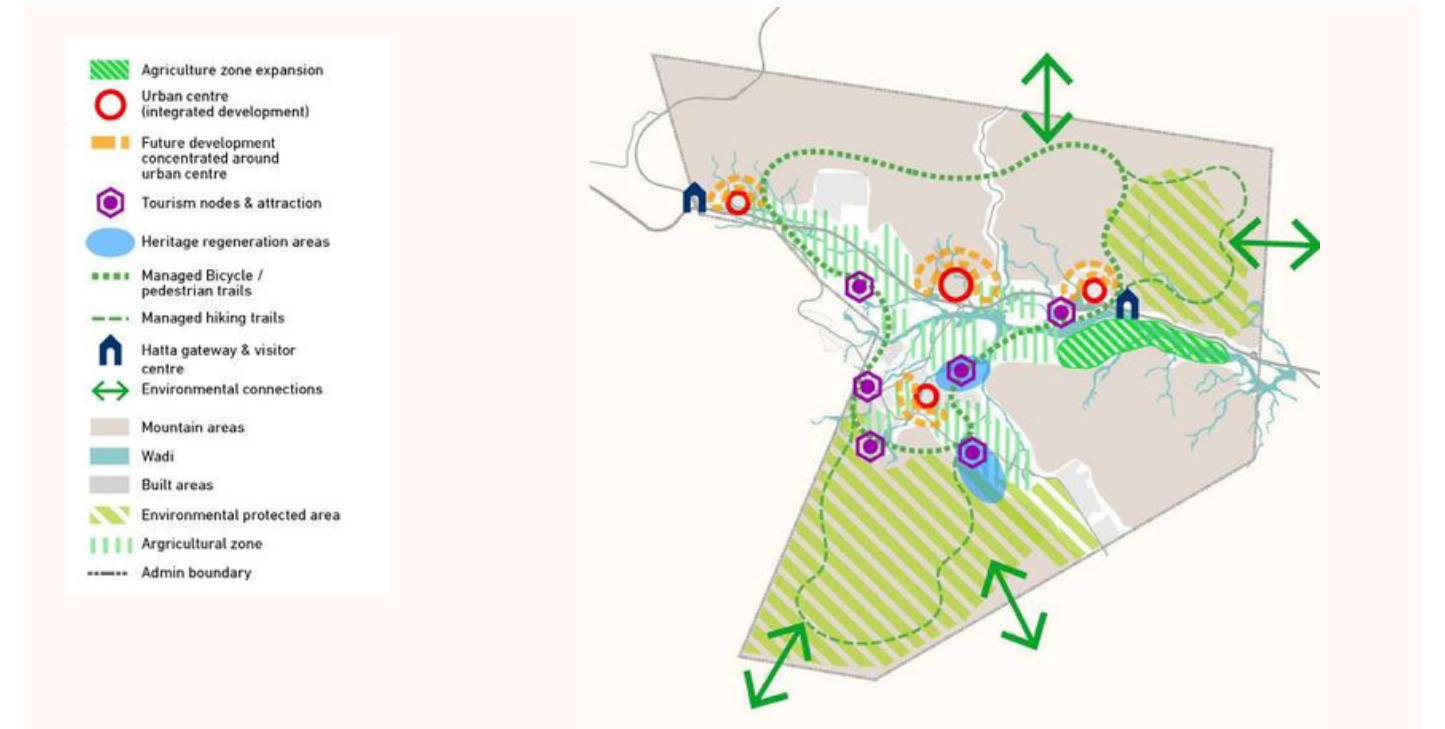 Agriculture zone expansion
Urban centre
(integrated development)
Future development
concentrated around
urban centre
Tourism nodes & attraction
Heritage regeneration areas
Managed Bicycle /
pedestrian trails
Managed hiking trails
Hatta gateway & visitor
centre
Environmental connections
Mountain areas
Wadi
Built areas
Environmental protected area
Argricultural zone
Admin boundary